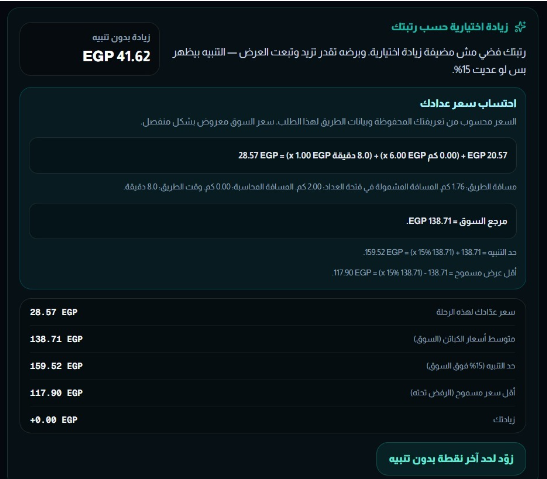 زيادة اختيارية حسب رتبتك
رتبتك فضي مش مضيفة زيادة اختيارية. وبرضه تقدر تزيد وتبعت العرض — التنبيه بيظهر
بس لو عديت 15%.
زيادة بدون تنبيه
EGP 41.62
احتساب سعر عدادك
السعر محسوب من تعريفتك المحفوظة وبيانات الطريق لهذا الطلب. سعر السوق معروض بشكل منفصل.
28.57 EGP = (x 1.00 EGP دقيقة 8.0) + (x 6.00 EGP كم 0.00) + EGP 20.57
مسافة الطريق: 1.76 كم. المسافة المشمولة في فتحة العداد: 2.00 كم. المسافة المحاسبة: 0.00 كم. وقت الطريق: 8.0 دقيقة.
مرجع السوق = EGP 138.71.
حد التنبيه = 138.71 + (138.71 x 15%) = 159.52 EGP.
أقل عرض مسموح = 138.71 - (138.71 x 15%) = 117.90 EGP.
سعر عدّادك لهذه الرحلة
28.57 EGP
متوسط أسعار الكباتن (السوق)
138.71 EGP
حد التنبيه (15% فوق السوق)
159.52 EGP
أقل سعر مسموح (الرفض تحته)
117.90 EGP
زيادتك
+0.00 EGP
زوّد لحد آخر نقطة بدون تنبيه